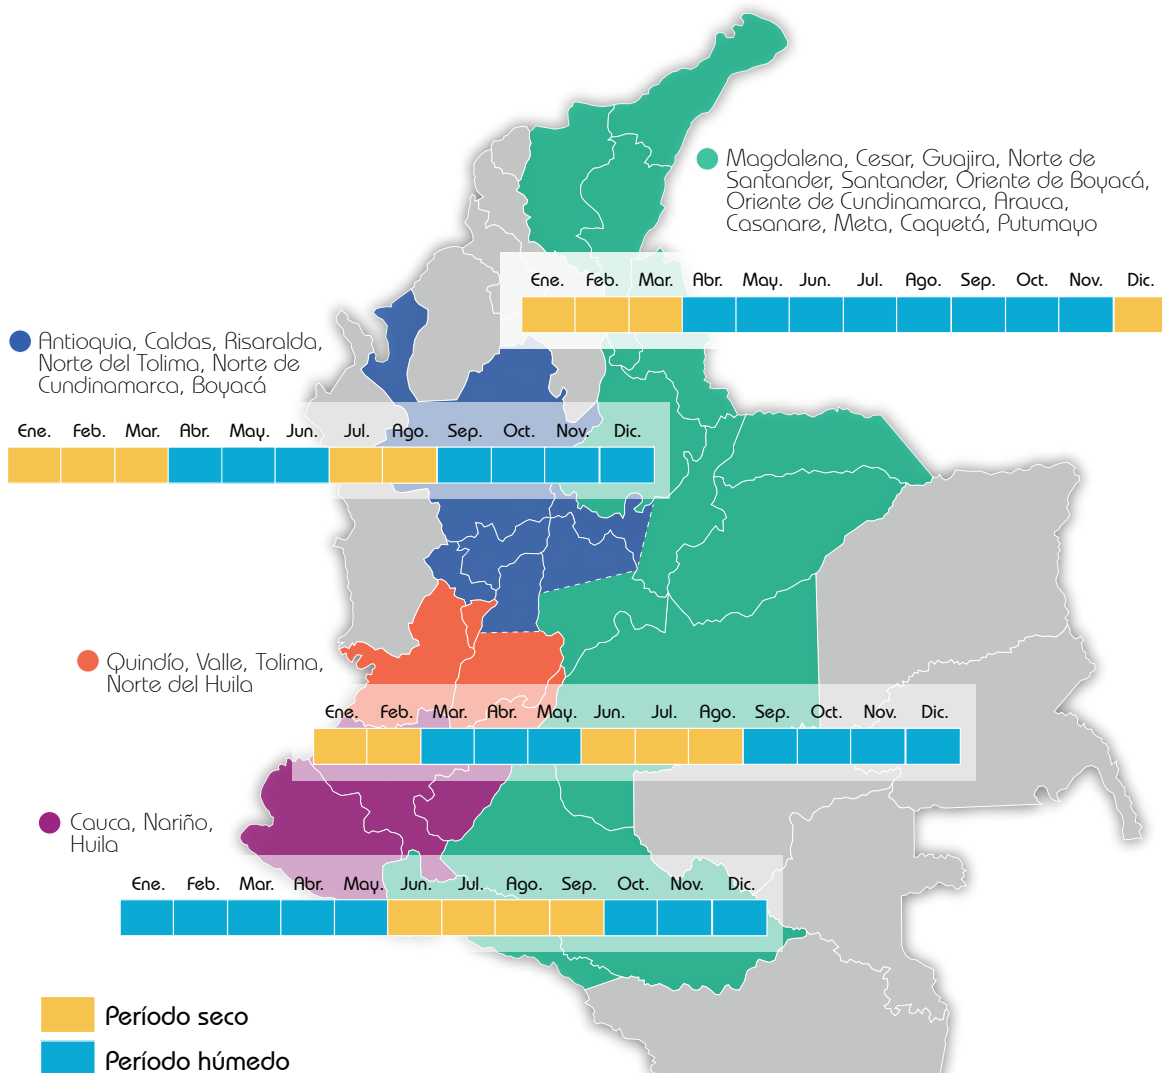 Magdalena, Cesar, Guajira, Norte de
Santander, Santander, Oriente de Boyacá,
Oriente de Cundinamarca, Arauca,
Casanare, Meta, Caquetá, Putumayo
Ene. Feb. Mar. Abr. May. Jun. Jul. Ago. Sep. Oct. Nov. Dic.
Antioquia, Caldas, Risaralda,
Norte del Tolima, Norte de
Cundinamarca, Boyacá
Ene. Feb. Mar. Abr. May. Jun. Jul. Ago. Sep. Oct. Nov. Dic.
Quindío, Valle, Tolima,
Norte del Huila
Ene. Feb. Mar. Abr. May. Jun. Jul. Ago. Sep. Oct. Nov. Dic.
Cauca, Nariño,
Huila
Ene. Feb. Mar. Abr. May. Jun. Jul. Ago. Sep. Oct. Nov. Dic.
Período seco
Período húmedo